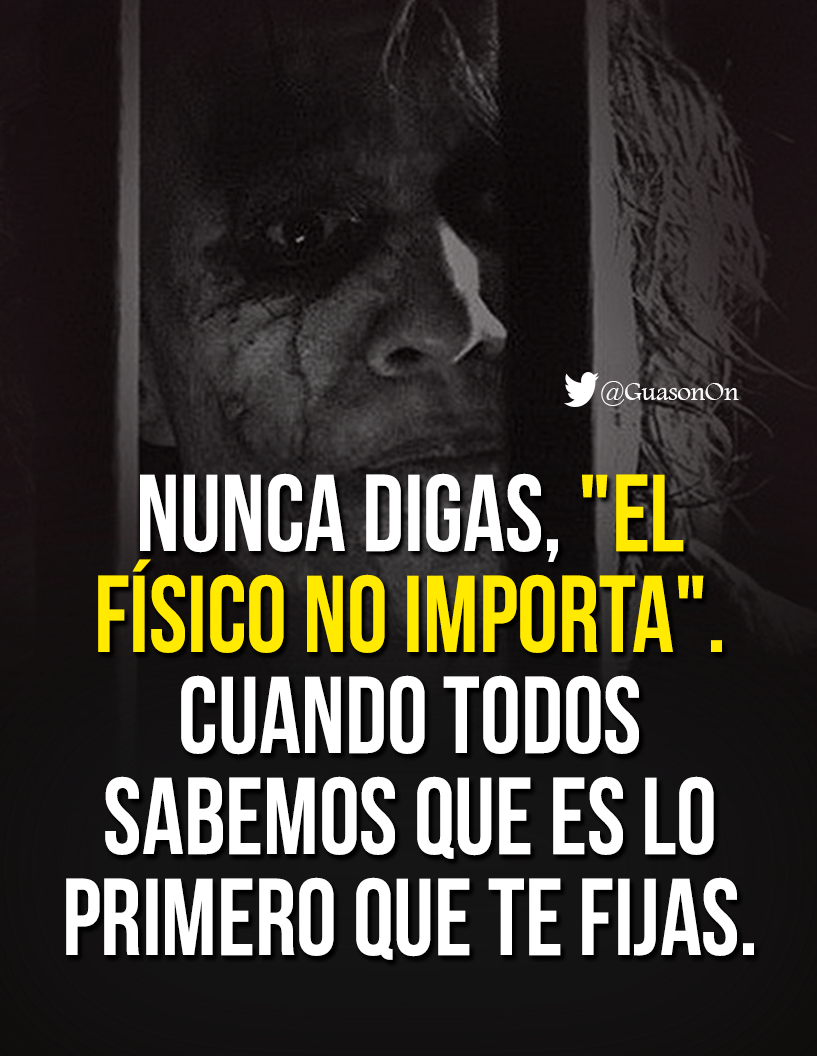 @GuasonOn
NUNCA DIGAS, "EL
FÍSICO NO IMPORTA".
CUANDO TODOS
SABEMOS QUE ES LO
PRIMERO QUE TE FIJAS.